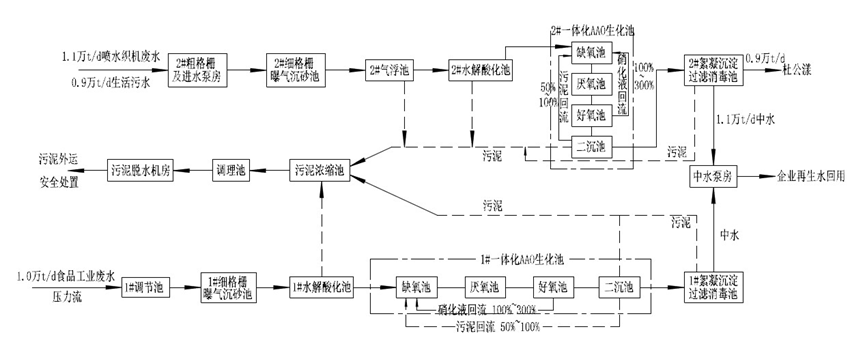 2#一体化AAO生化池
1.1万t/d喷水织机废水
0.9万t/d生活污水
2#粗格栅
及进水泵房
2#细格栅
曝气沉砂池
2#气浮池
2#水解酸化池
缺氧池
厌氧池
好氧池
二沉池
污泥回流
50%
~100%
硝化液回流
100%
~300%
2#絮凝沉淀
过滤消毒池
0.9万t/d
杜公漾
1.1万t/d中水
污泥
污泥
污泥外运
安全处置
污泥脱水机房
调理池
污泥浓缩池
中水泵房
企业再生水回用
污泥
污泥
中水
1#一体化AAO生化池
1.0万t/d食品工业废水
压力流
1#调节池
1#细格栅
曝气沉砂池
1#水解酸化池
缺氧池
厌氧池
好氧池
二沉池
1#絮凝沉淀
过滤消毒池
硝化液回流 100%~300%
污泥回流 50%~100%